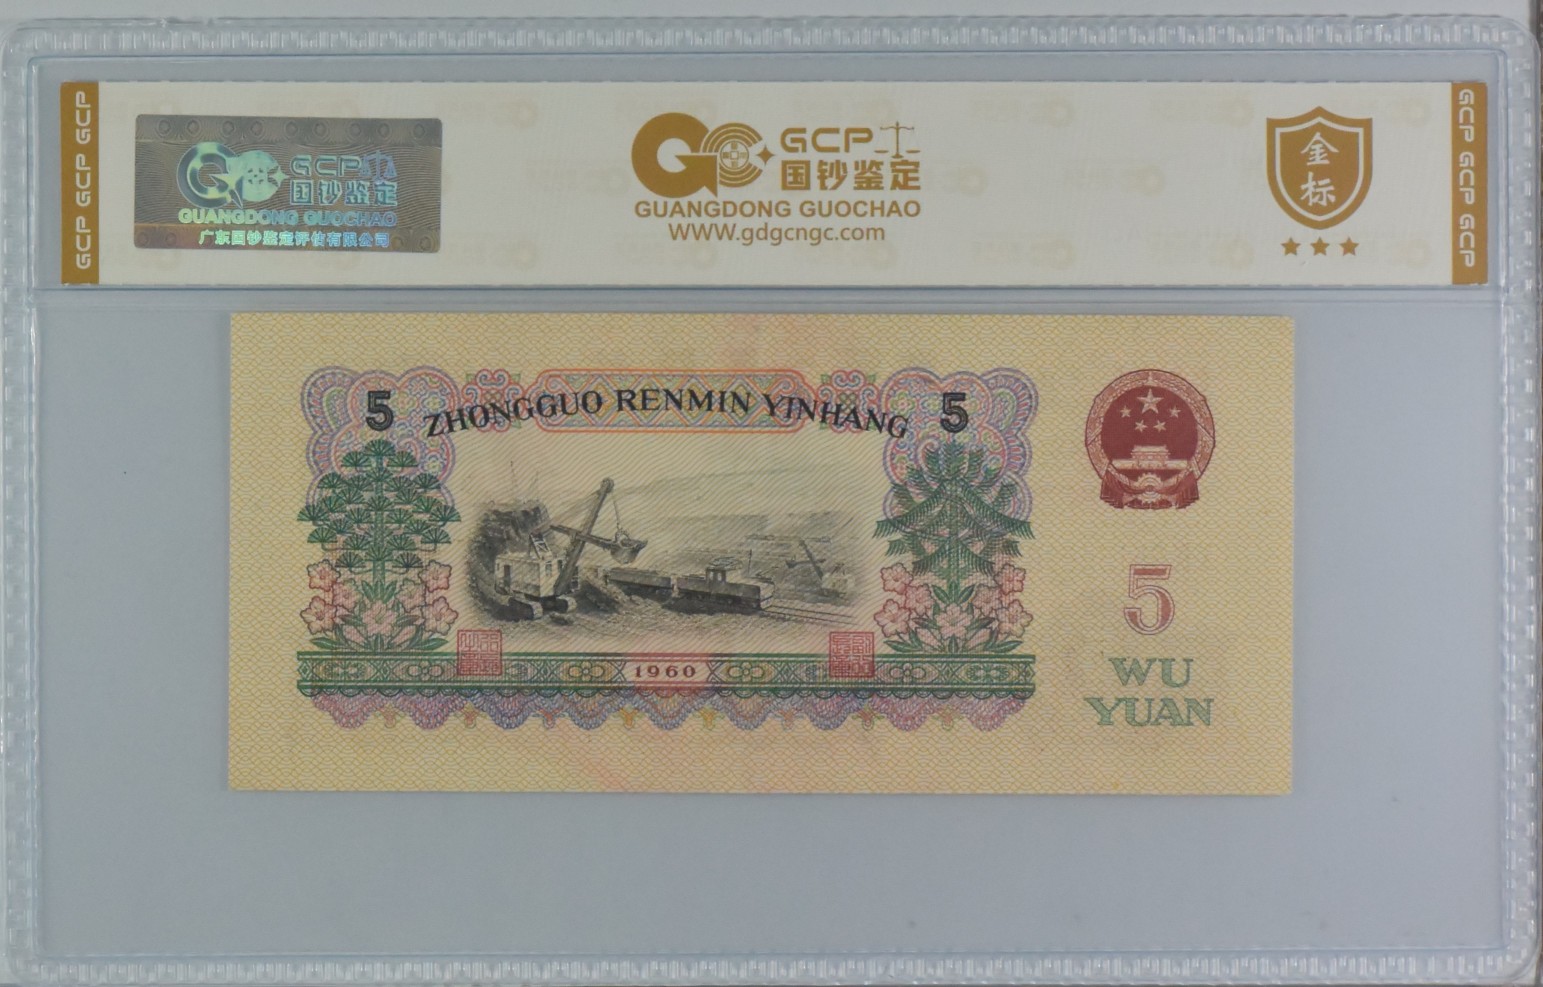 GCP GCP GCP
GCP
国钞鉴定
GUANGDONG GUOCHAO
广东国钞鉴定评估有限公司
GCP
国钞鉴定
GUANGDONG GUOCHAO
WWW.gdgcngc.com
金
标
GCP GCP GCP
5
ZHONGGUO RENMIN YINHANG
5
1960
5
WU
YUAN